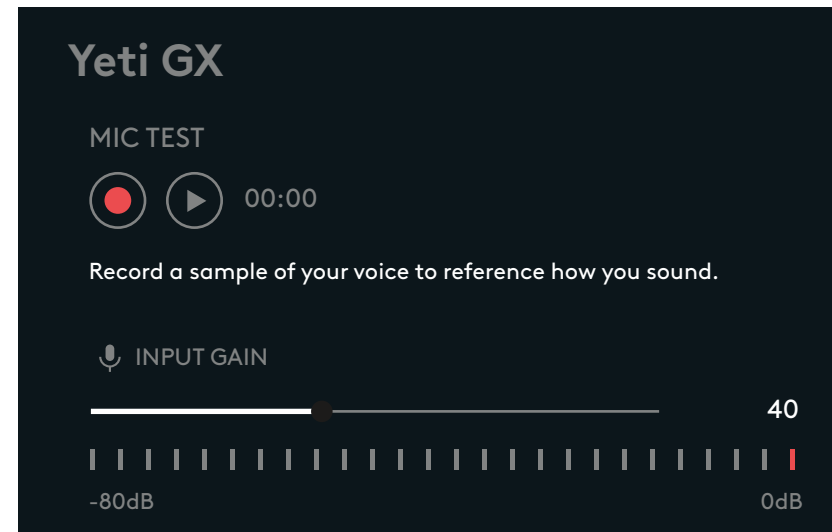 Yeti GX
MIC TEST
00:00
Record a sample of your voice to reference how you sound.
INPUT GAIN
40
-80dB
0dB